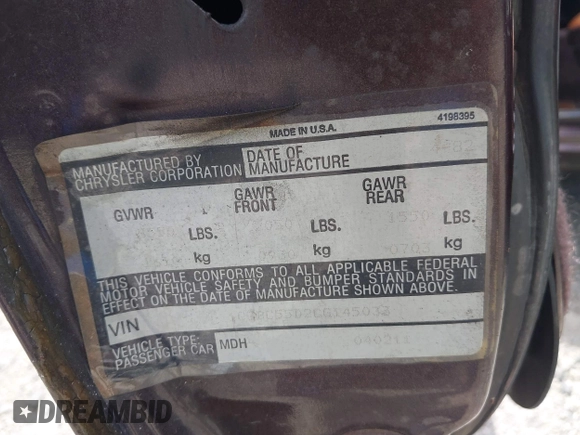 4198395
MADE IN U.S.A.
MANUFACTURED BY
CHRYSLER CORPORATION
DATE OF
MANUFACTURE
GVWR
GAWR
FRONT
GAWR
REAR
LBS.
LBS.
LBS.
kg
kg
0703 kg
THIS VEHICLE CONFORMS TO ALL APPLICABLE FEDERAL
MOTOR VEHICLE SAFETY AND BUMPER STANDARDS IN
EFFECT ON THE DATE OF MANUFACTURE SHOWN ABOVE.
VIN
VEHICLE TYPE:
PASSENGER CAR
MDH
DREAMBID